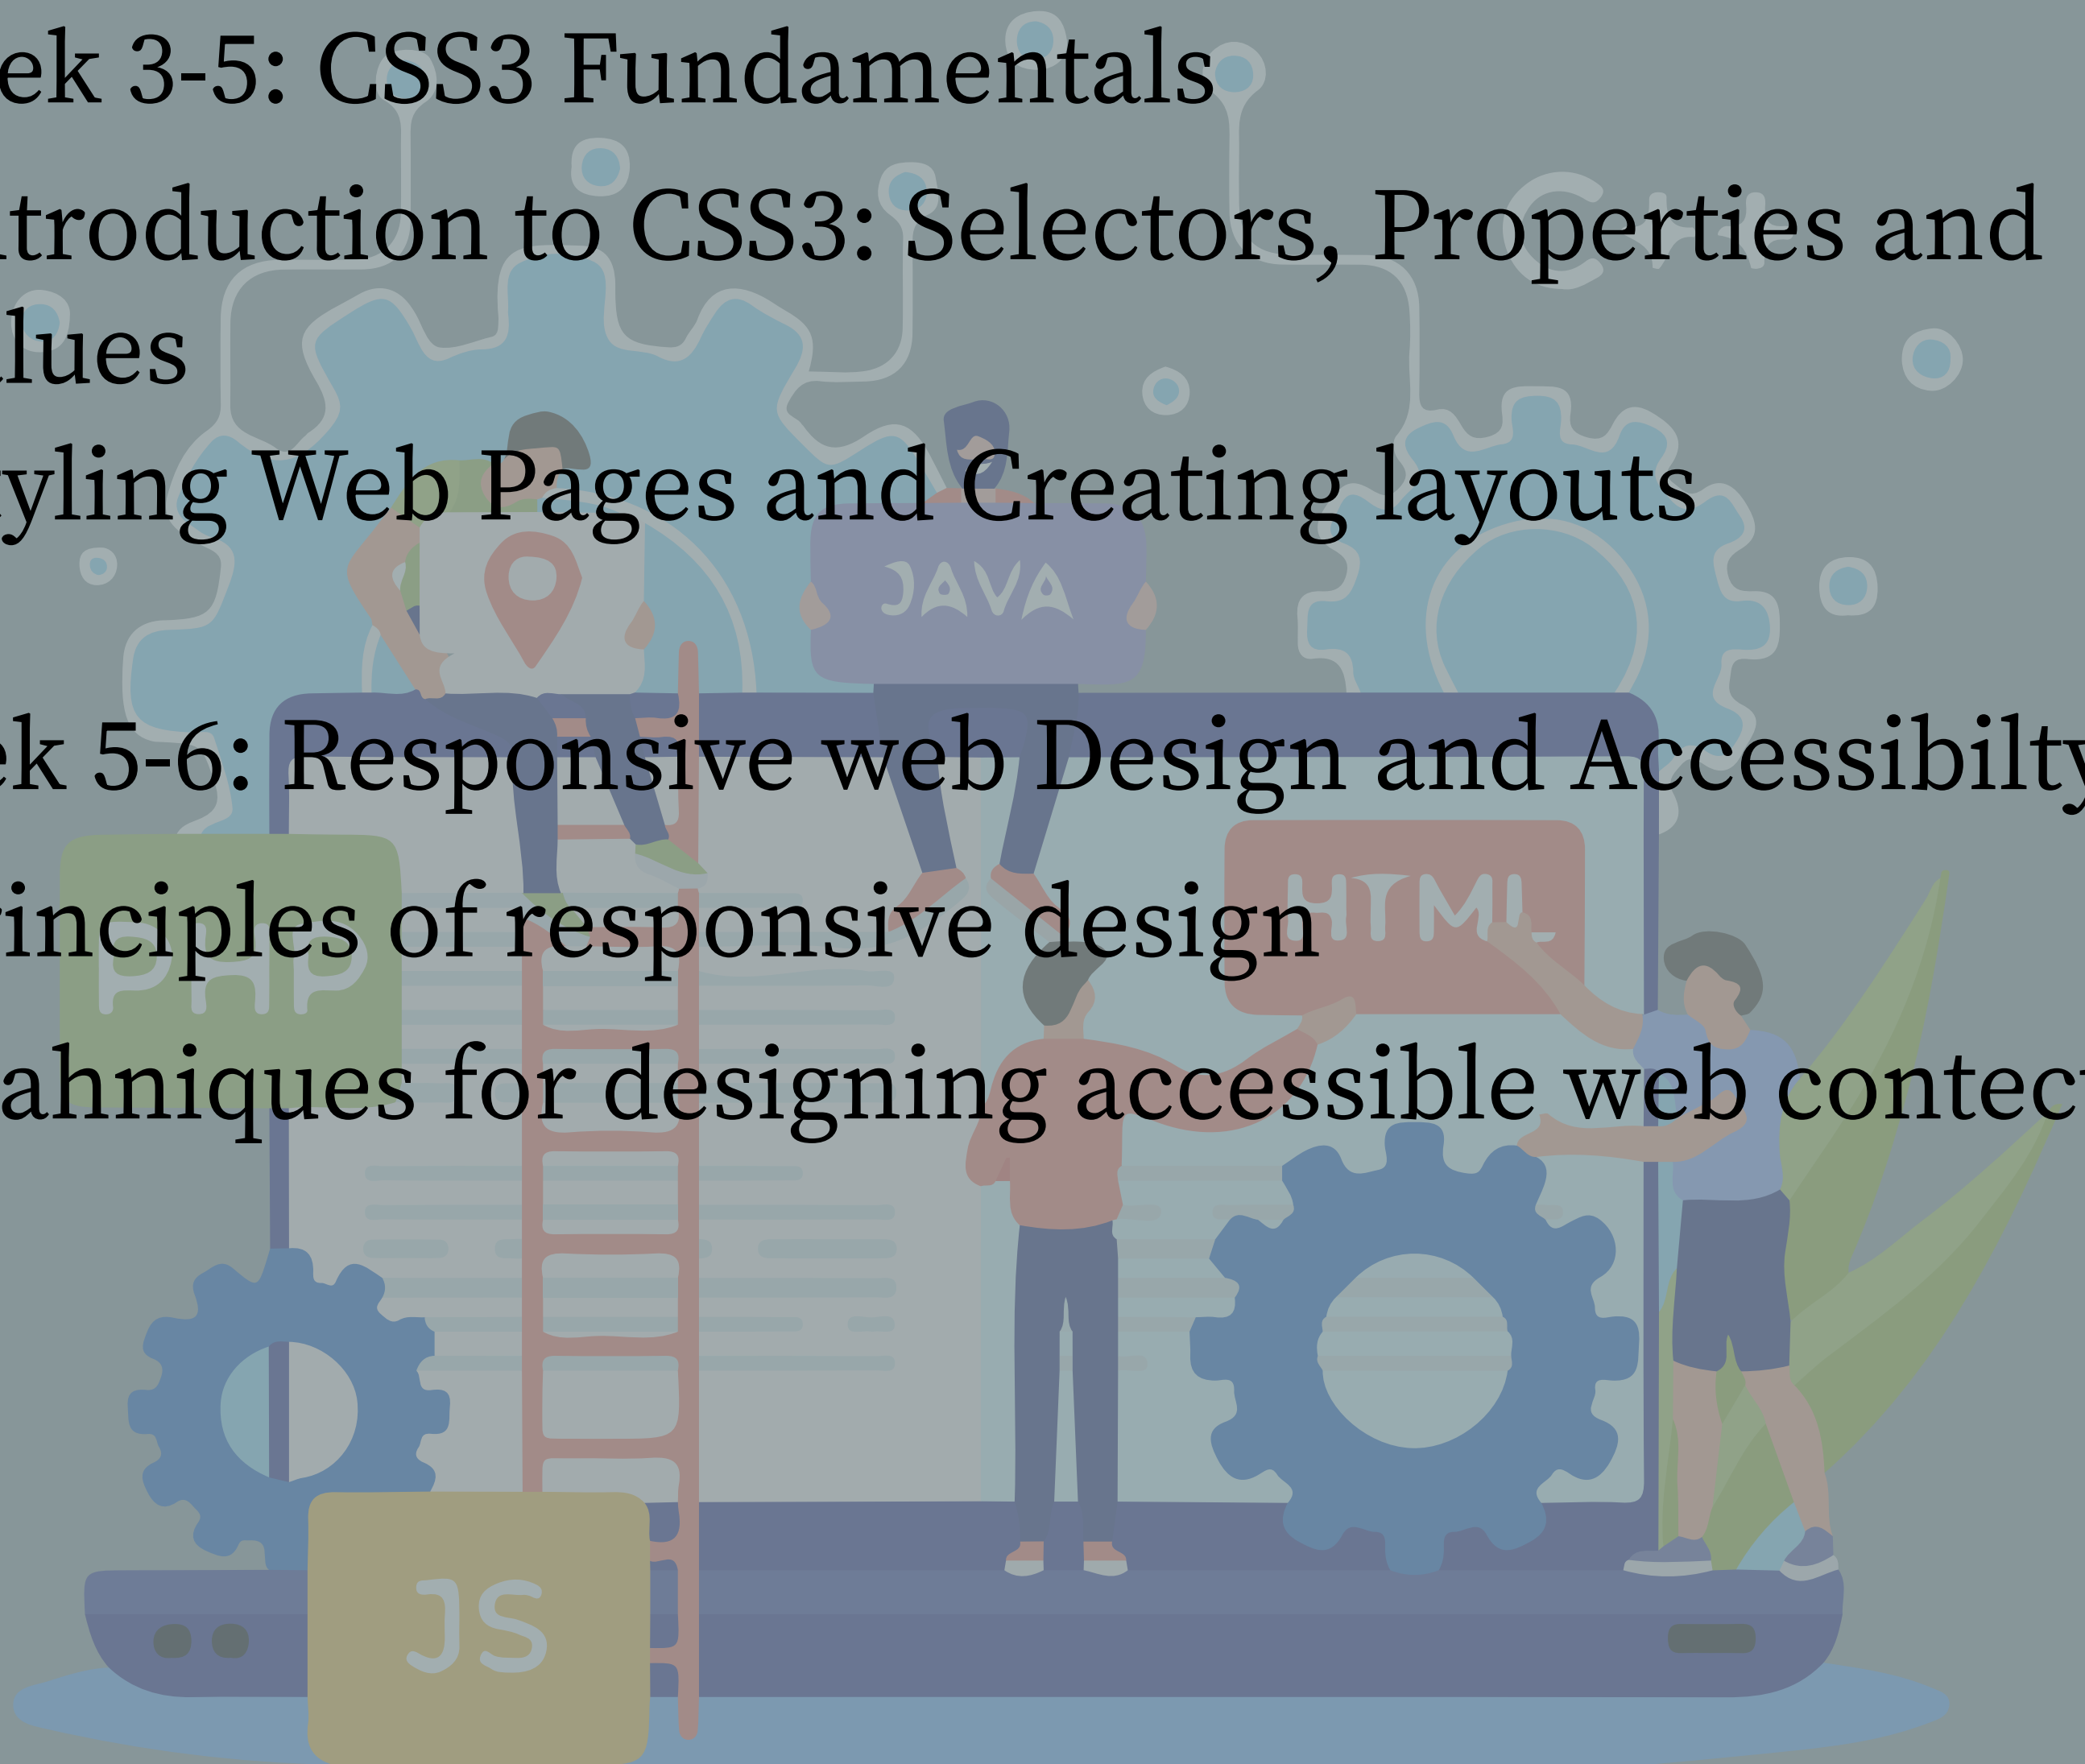 ek 3-5: CSS3 Fundamentals
troduction to CSS3: Selectors, Properties and
lues
yling Web Pages and Creating layouts
ek 5-6: Responsive web Design and Accessibilty
inciples of responsive design
ahniques for designing accessible web contect
C++
JAVA
HTML
PHP
JS